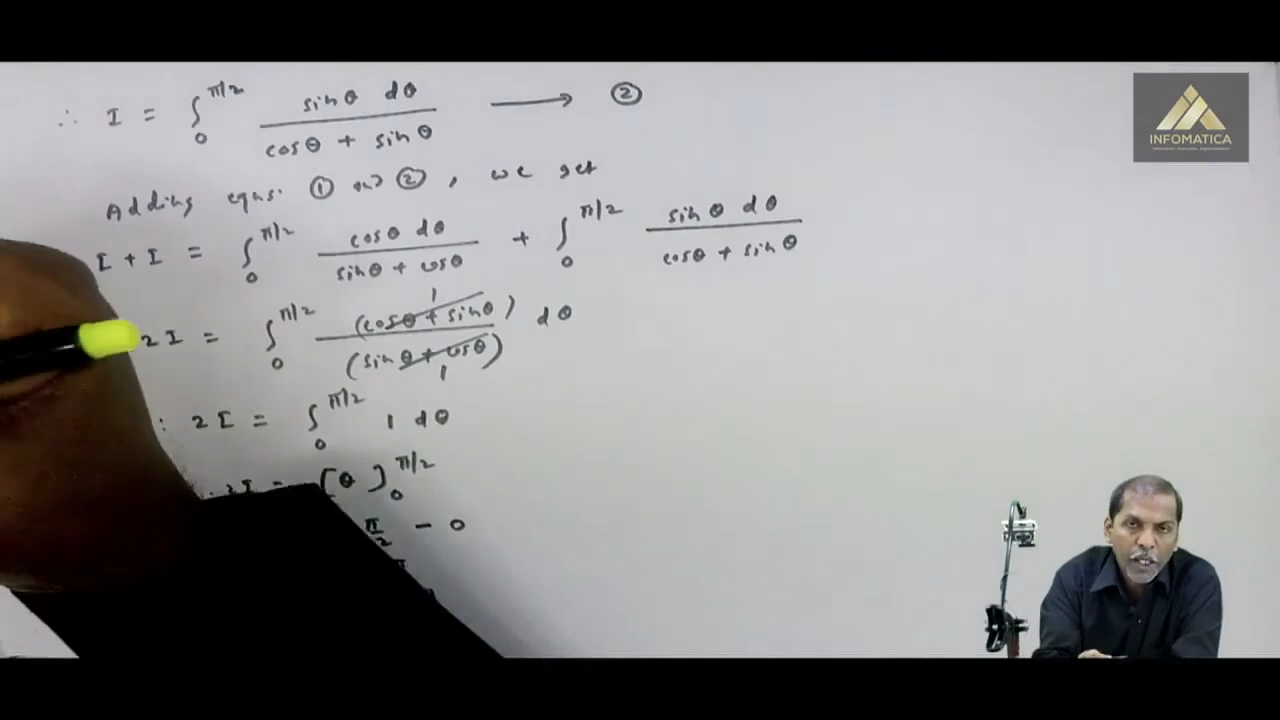 ∴ I = ∫₀^π/2 sinθ dθ / cosθ + sinθ ⟶ ②
Adding eqns. ① and ②, we get
I + I = ∫₀^π/2 cosθ dθ / sinθ + cosθ + ∫₀^π/2 sinθ dθ / cosθ + sinθ
2I = ∫₀^π/2 (cosθ + sinθ) 1 / (sinθ + cosθ) 1 dθ
: 2I = ∫₀^π/2 1 dθ
2I = [θ]₀^π/2
π/2 - 0
INFOMATICA